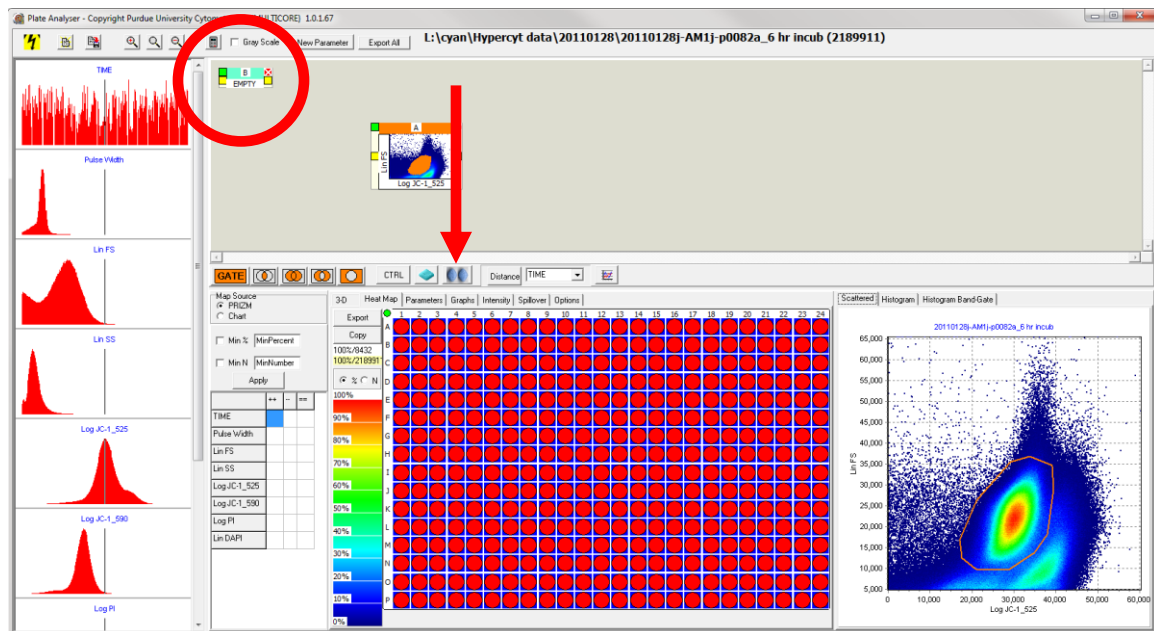 Plate Analyser - Copyright Purdue University Cyto ULTICORE) 1.0.1.67
Gray Scale
New Parameter
Export All
L:\cyan\Hypercyt data\20110128\20110128j-AM1j-p0082a_6 hr incub (2189911)
TIME
Pulse Width
Lin FS
Lin SS
Log JC-1_525
Log JC-1_590
Log PI
B
EMPTY
A
Lin FS
Log JC-1_525
GATE
CTRL
Distance
TIME
Map Source
PRIZM
Chart
Min % MinPercent
Min N MinNumber
Apply
++ -- ==
TIME
Pulse Width
Lin FS
Lin SS
Log JC-1_525
Log JC-1_590
Log PI
Lin DAPI
3-D Heat Map Parameters Graphs Intensity Spillover Options
Export
Copy
100%/8432
100%/2189911
% N
100%
90%
80%
70%
60%
50%
40%
30%
20%
10%
0%
1 2 3 4 5 6 7 8 9 10 11 12 13 14 15 16 17 18 19 20 21 22 23 24
A
B
C
D
E
F
G
H
I
J
K
L
M
N
O
P
Scattered Histogram Histogram Band-Gate
20110128j-AM1j-p0082a_6 hr incub
65,000
60,000
55,000
50,000
45,000
40,000
35,000
30,000
25,000
20,000
15,000
10,000
5,000
Lin FS
0 10,000 20,000 30,000 40,000 50,000 60,000
Log JC-1_525